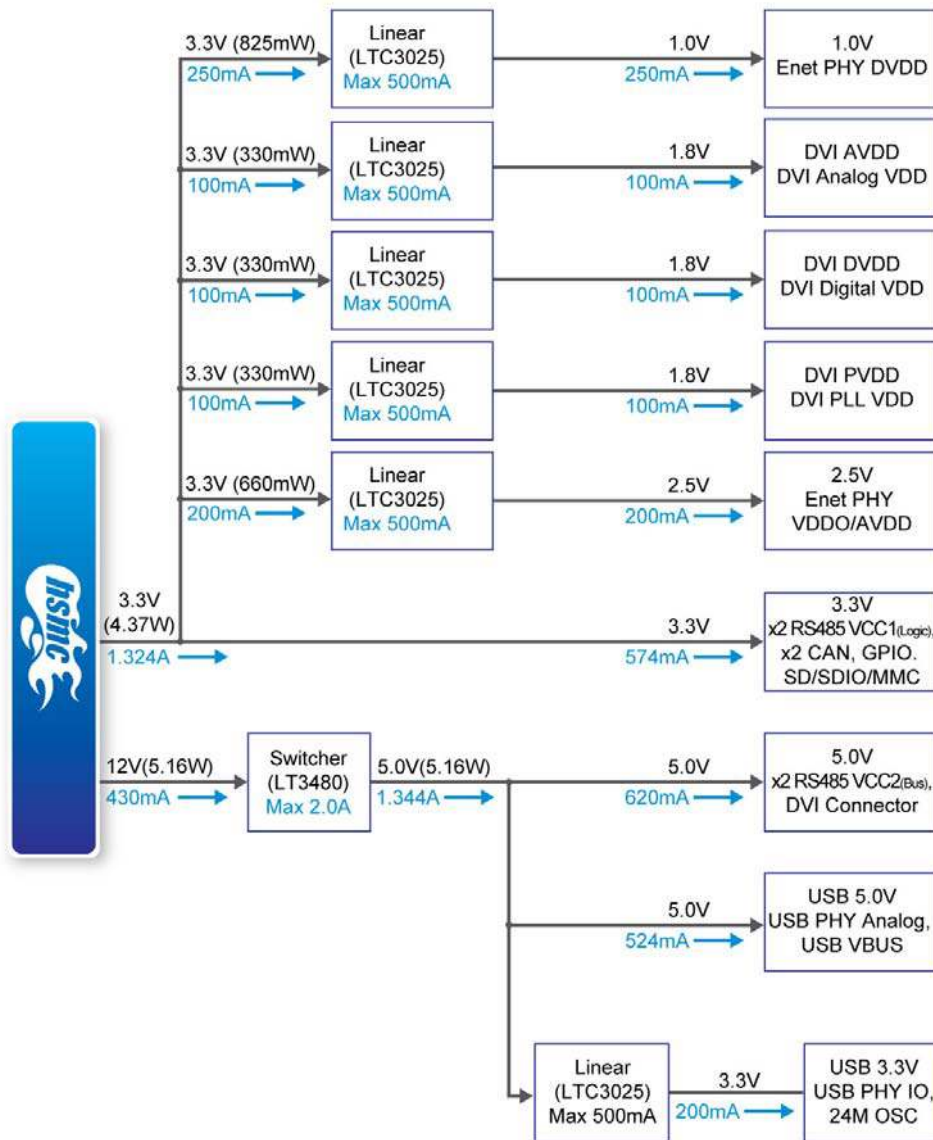 3.3V (825mW)
250mA
Linear
(LTC3025)
Max 500mA
1.0V
250mA
1.0V
Enet PHY DVDD
3.3V (330mW)
100mA
Linear
(LTC3025)
Max 500mA
1.8V
100mA
DVI AVDD
DVI Analog VDD
3.3V (330mW)
100mA
Linear
(LTC3025)
Max 500mA
1.8V
100mA
DVI DVDD
DVI Digital VDD
3.3V (330mW)
100mA
Linear
(LTC3025)
Max 500mA
1.8V
100mA
DVI PVDD
DVI PLL VDD
3.3V (660mW)
200mA
Linear
(LTC3025)
Max 500mA
2.5V
200mA
2.5V
Enet PHY
VDDO/AVDD
hsmc
3.3V
(4.37W)
1.324A
3.3V
574mA
3.3V
x2 RS485 VCC1(Logic),
x2 CAN, GPIO.
SD/SDIO/MMC
12V(5.16W)
430mA
Switcher
(LT3480)
Max 2.0A
5.0V(5.16W)
1.344A
5.0V
620mA
5.0V
x2 RS485 VCC2(Bus),
DVI Connector
5.0V
524mA
USB 5.0V
USB PHY Analog,
USB VBUS
Linear
(LTC3025)
Max 500mA
3.3V
200mA
USB 3.3V
USB PHY IO,
24M OSC